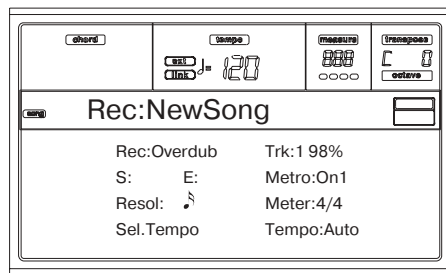 chord tempo measure transpose
ext
link ♩= 120 888 C 0
octave
song Rec:NewSong
Rec:Overdub Trk:1 98%
S: E: Metro:On1
Resol: Meter:4/4
Sel.Tempo Tempo:Auto